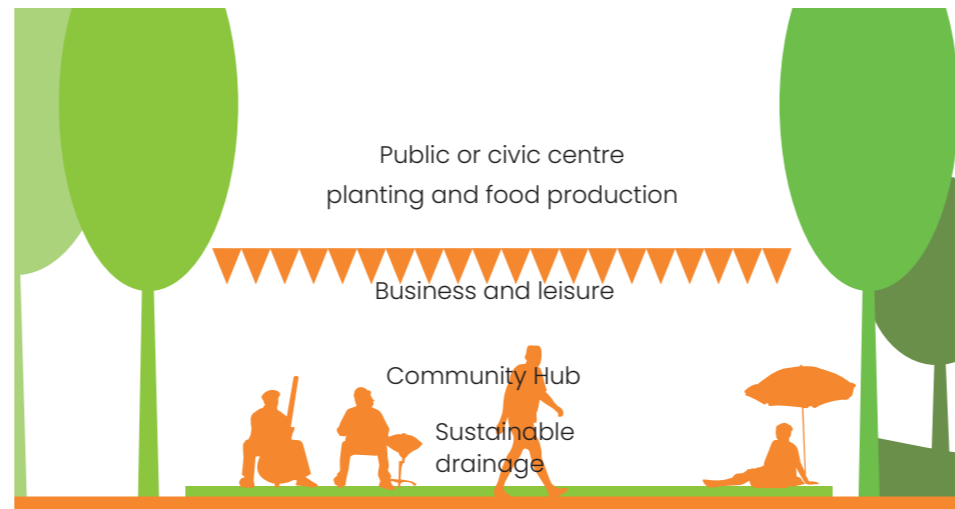 Public or civic centre
planting and food production
Business and leisure
Community Hub
Sustainable
drainage